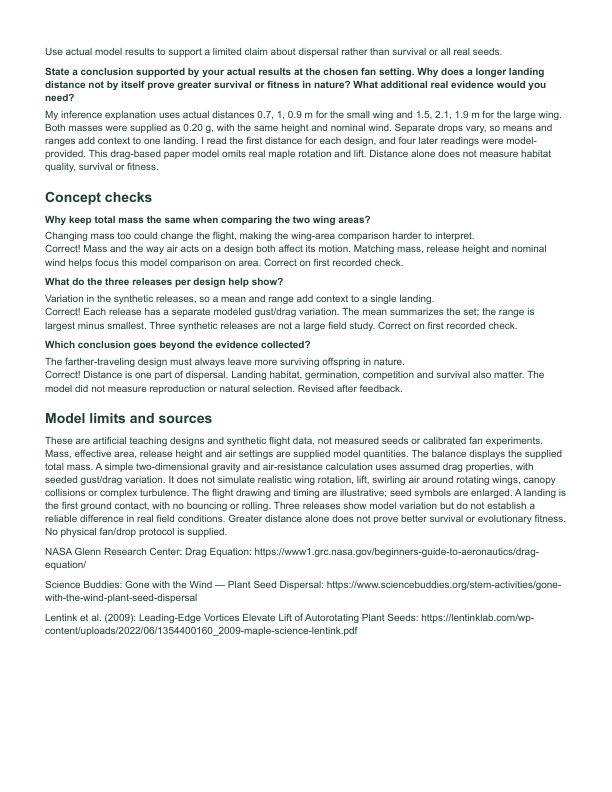 Use actual model results to support a limited claim about dispersal rather than survival or all real seeds.
State a conclusion supported by your actual results at the chosen fan setting. Why does a longer landing
distance not by itself prove greater survival or fitness in nature? What additional real evidence would you
need?
My inference explanation uses actual distances 0.7, 1, 0.9 m for the small wing and 1.5, 2.1, 1.9 m for the large wing.
Both masses were supplied as 0.20 g, with the same height and nominal wind. Separate drops vary, so means and
ranges add context to one landing. I read the first distance for each design, and four later readings were model-
provided. This drag-based paper model omits real maple rotation and lift. Distance alone does not measure habitat
quality, survival or fitness.
Concept checks
Why keep total mass the same when comparing the two wing areas?
Changing mass too could change the flight, making the wing-area comparison harder to interpret.
Correct! Mass and the way air acts on a design both affect its motion. Matching mass, release height and nominal
wind helps focus this model comparison on area. Correct on first recorded check.
What do the three releases per design help show?
Variation in the synthetic releases, so a mean and range add context to a single landing.
Correct! Each release has a separate modeled gust/drag variation. The mean summarizes the set; the range is
largest minus smallest. Three synthetic releases are not a large field study. Correct on first recorded check.
Which conclusion goes beyond the evidence collected?
The farther-traveling design must always leave more surviving offspring in nature.
Correct! Distance is one part of dispersal. Landing habitat, germination, competition and survival also matter. The
model did not measure reproduction or natural selection. Revised after feedback.
Model limits and sources
These are artificial teaching designs and synthetic flight data, not measured seeds or calibrated fan experiments.
Mass, effective area, release height and air settings are supplied model quantities. The balance displays the supplied
total mass. A simple two-dimensional gravity and air-resistance calculation uses assumed drag properties, with
seeded gust/drag variation. It does not simulate realistic wing rotation, lift, swirling air around rotating wings, canopy
collisions or complex turbulence. The flight drawing and timing are illustrative; seed symbols are enlarged. A landing is
the first ground contact, with no bouncing or rolling. Three releases show model variation but do not establish a
reliable difference in real field conditions. Greater distance alone does not prove better survival or evolutionary fitness.
No physical fan/drop protocol is supplied.
NASA Glenn Research Center: Drag Equation: https://www1.grc.nasa.gov/beginners-guide-to-aeronautics/drag-
equation/
Science Buddies: Gone with the Wind — Plant Seed Dispersal: https://www.sciencebuddies.org/stem-activities/gone-
with-the-wind-plant-seed-dispersal
Lentink et al. (2009): Leading-Edge Vortices Elevate Lift of Autorotating Plant Seeds: https://lentinklab.com/wp-
content/uploads/2022/06/1354400160_2009-maple-science-lentink.pdf